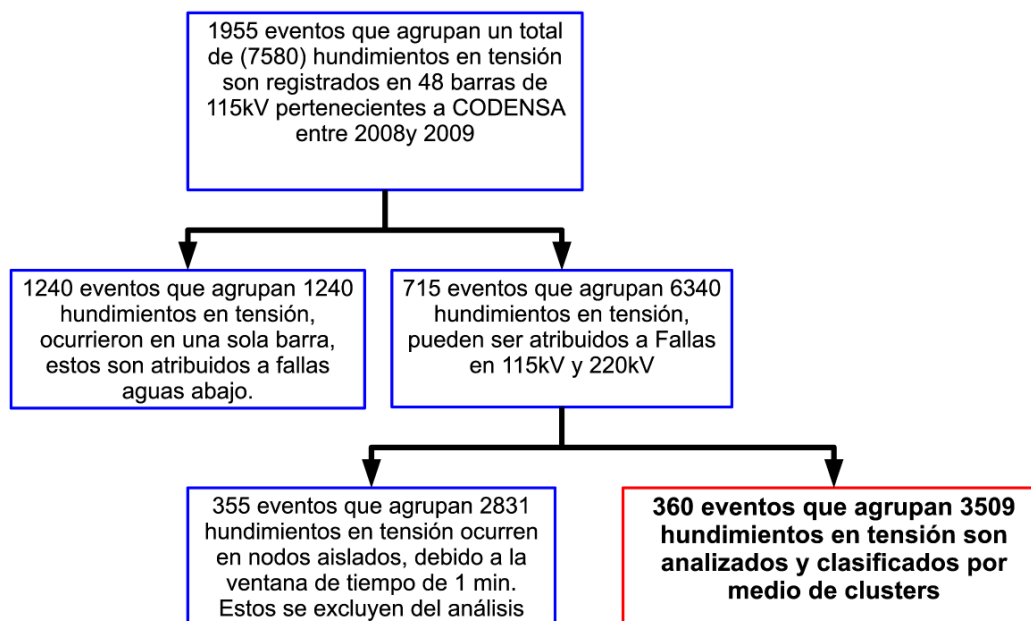 1955 eventos que agrupan un total
de (7580) hundimientos en tensión
son registrados en 48 barras de
115kV pertenecientes a CODENSA
entre 2008y 2009
1240 eventos que agrupan 1240
hundimientos en tensión,
ocurrieron en una sola barra,
estos son atribuidos a fallas
aguas abajo.
715 eventos que agrupan 6340
hundimientos en tensión,
pueden ser atribuidos a Fallas
en 115kV y 220kV
355 eventos que agrupan 2831
hundimientos en tensión ocurren
en nodos aislados, debido a la
ventana de tiempo de 1 min.
Estos se excluyen del análisis
360 eventos que agrupan 3509
hundimientos en tensión son
analizados y clasificados por
medio de clusters